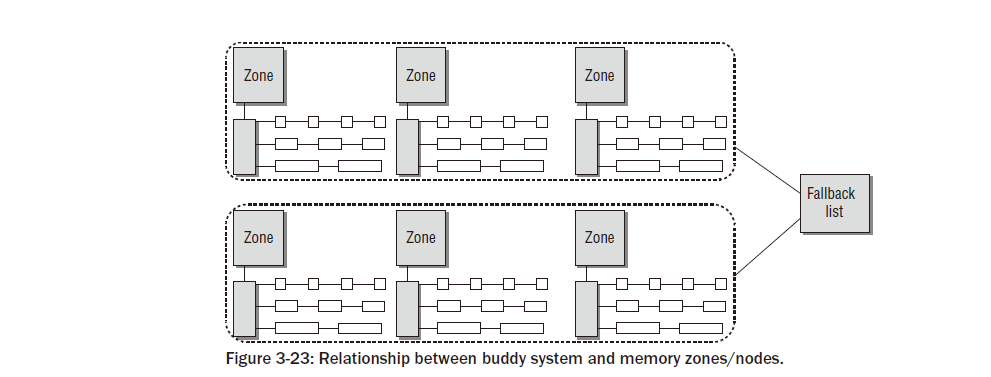 Zone
Zone
Zone
Fallback
list
Zone
Zone
Zone
Figure 3-23: Relationship between buddy system and memory zones/nodes.